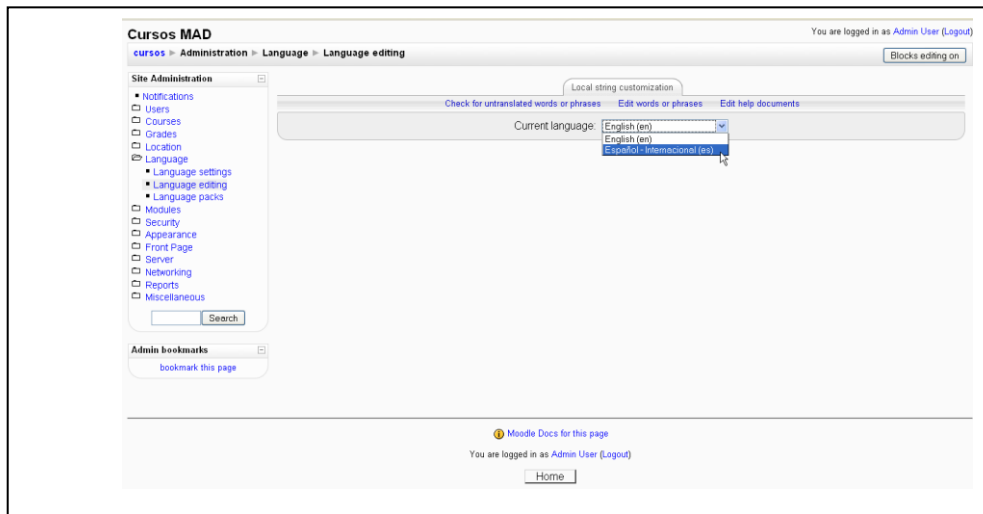 Cursos MAD
You are logged in as Admin User (Logout)
cursos ► Administration ► Language ► Language editing
Blocks editing on
Site Administration
Notifications
Users
Courses
Grades
Location
Language
Language settings
Language editing
Language packs
Modules
Security
Appearance
Front Page
Server
Networking
Reports
Miscellaneous
Search
Admin bookmarks
bookmark this page
Local string customization
Check for untranslated words or phrases Edit words or phrases Edit help documents
Current language: English (en)
English (en)
Español - Internacional (es)
Moodle Docs for this page
You are logged in as Admin User (Logout)
Home